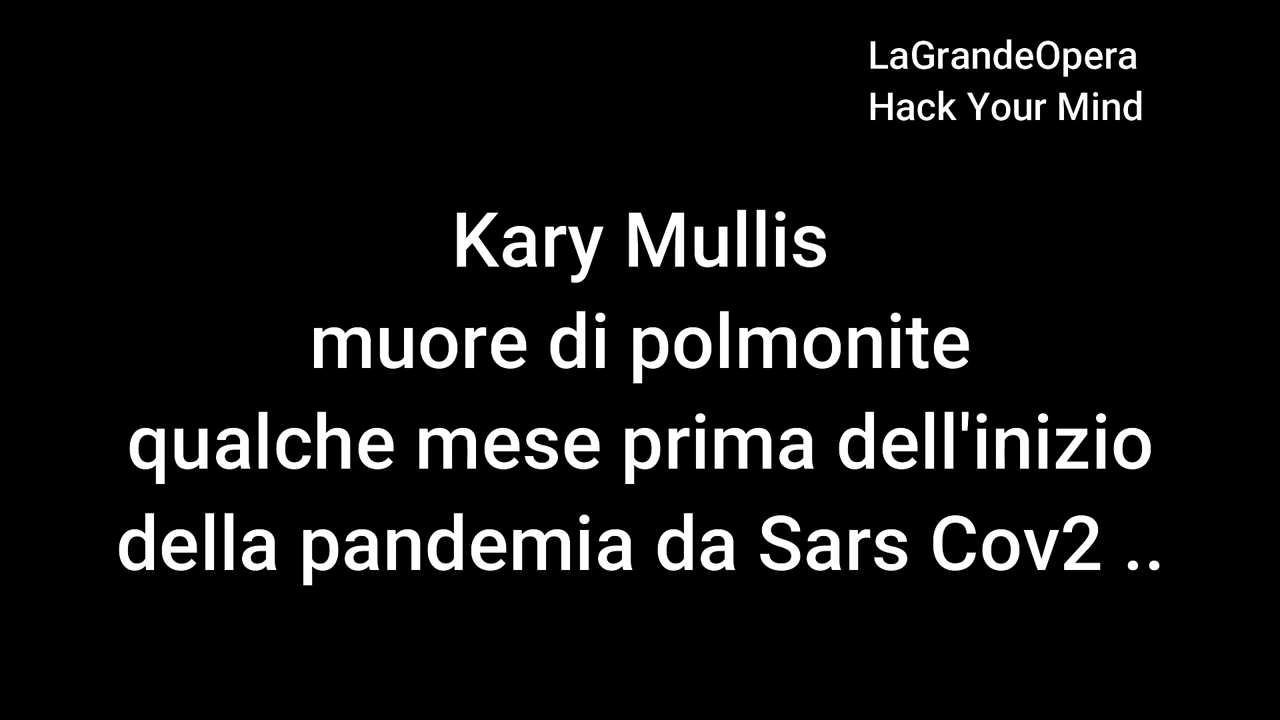 LaGrandeOpera
Hack Your Mind
Kary Mullis
muore di polmonite
qualche mese prima dell'inizio
della pandemia da Sars Cov2 ..